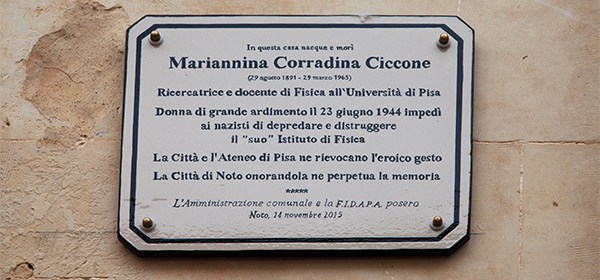 In questa casa nacque e morì
Mariannina Corradina Ciccone
(29 agosto 1891 - 29 marzo 1965)
Ricercatrice e docente di Fisica all'Università di Pisa
Donna di grande ardimento il 23 giugno 1944 impedì
ai nazisti di depredare e distruggere
il "suo" Istituto di Fisica
La Città e l'Ateneo di Pisa ne rievocano l'eroico gesto
La Città di Noto onorandola ne perpetua la memoria
*****
L'Amministrazione comunale e la F.I.D.A.P.A. posero
Noto, 14 novembre 2015